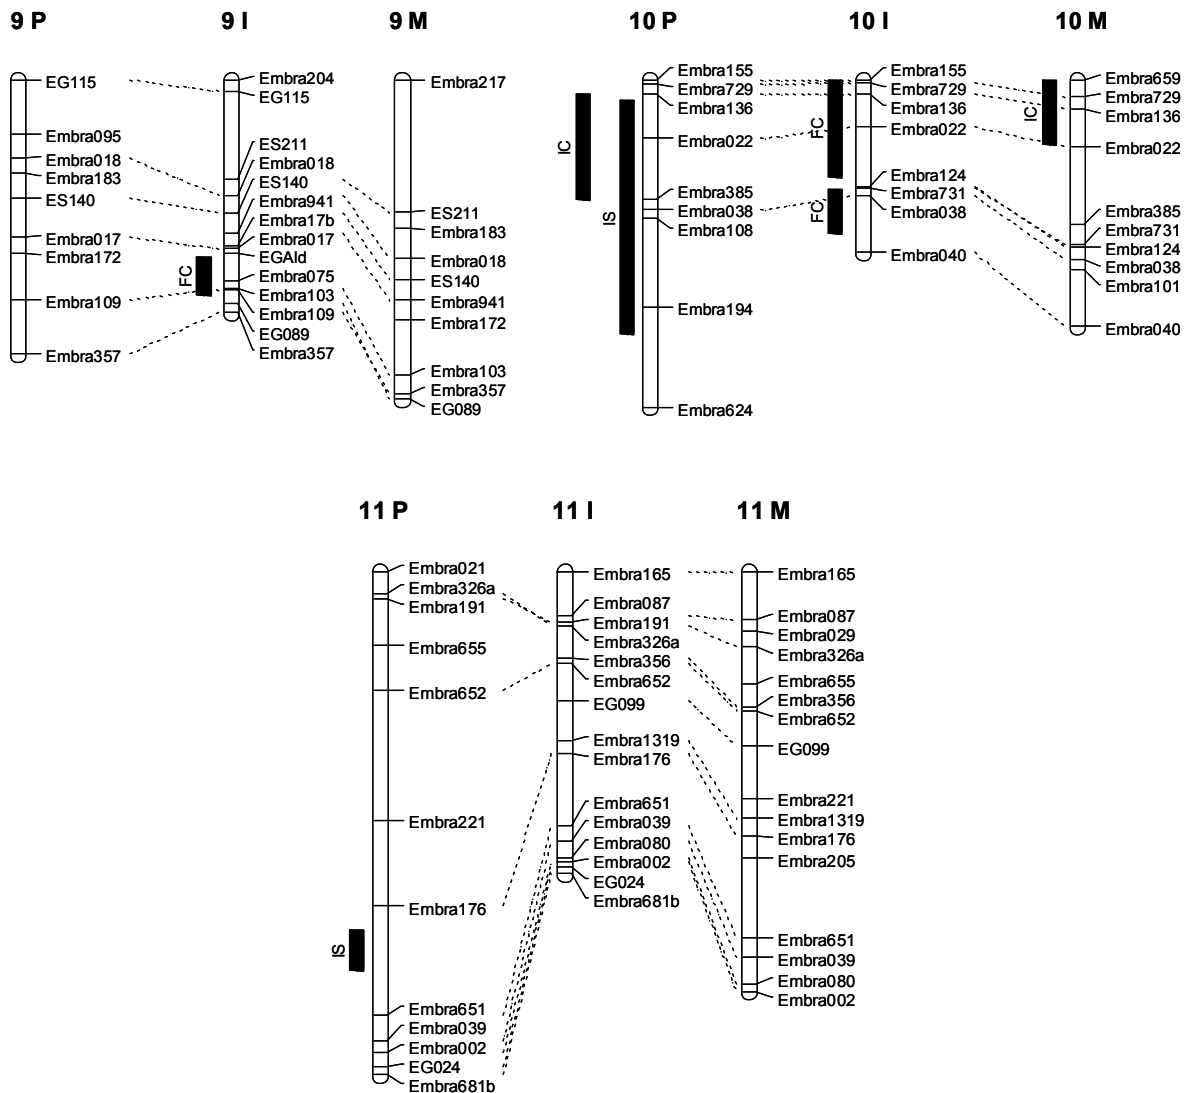 9 P
9 I
9 M
10 P
10 I
10 M
EG115
Embra095
Embra018
Embra183
ES140
Embra017
Embra172
Embra109
Embra357
FC
Embra204
EG115
ES211
Embra018
ES140
Embra941
Embra17b
Embra017
EGAld
Embra075
Embra103
Embra109
EG089
Embra357
Embra217
ES211
Embra183
Embra018
ES140
Embra941
Embra172
Embra103
Embra357
EG089
IC
IS
Embra155
Embra729
Embra136
Embra022
Embra385
Embra038
Embra108
Embra194
Embra624
FC
FC
Embra155
Embra729
Embra136
Embra022
Embra124
Embra731
Embra038
Embra040
IC
Embra659
Embra729
Embra136
Embra022
Embra385
Embra731
Embra124
Embra038
Embra101
Embra040
11 P
11 I
11 M
IS
Embra021
Embra326a
Embra191
Embra655
Embra652
Embra221
Embra176
Embra651
Embra039
Embra002
EG024
Embra681b
Embra165
Embra087
Embra191
Embra326a
Embra356
Embra652
EG099
Embra1319
Embra176
Embra651
Embra039
Embra080
Embra002
EG024
Embra681b
Embra165
Embra087
Embra029
Embra326a
Embra655
Embra356
Embra652
EG099
Embra221
Embra1319
Embra176
Embra205
Embra651
Embra039
Embra080
Embra002